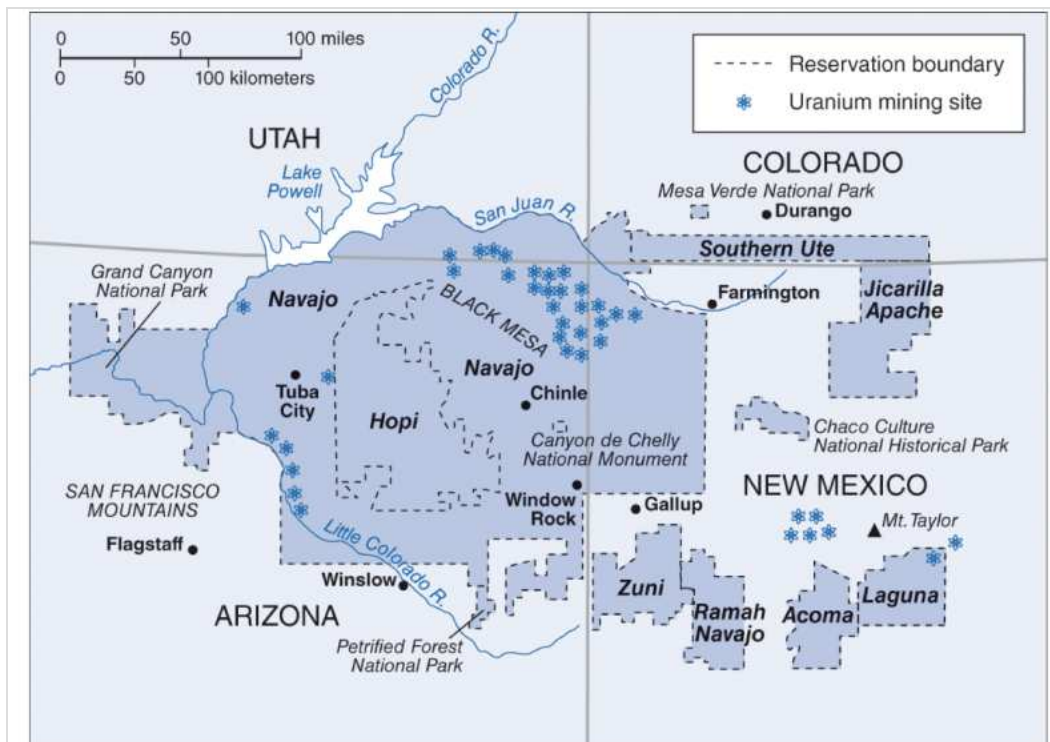 0 50 100 miles
0 50 100 kilometers
Reservation boundary
Uranium mining site
Colorado R.
UTAH
Lake
Powell
San Juan R.
COLORADO
Mesa Verde National Park
Durango
Southern Ute
Grand Canyon
National Park
Navajo
BLACK MESA
Farmington
Jicarilla
Apache
Navajo
Tuba
City
Chinle
Hopi
Canyon de Chelly
National Monument
Chaco Culture
National Historical Park
SAN FRANCISCO
MOUNTAINS
Window
Rock
Gallup
NEW MEXICO
Mt. Taylor
Flagstaff
Little Colorado R.
Winslow
ARIZONA
Petrified Forest
National Park
Zuni
Ramah
Navajo
Acoma
Laguna